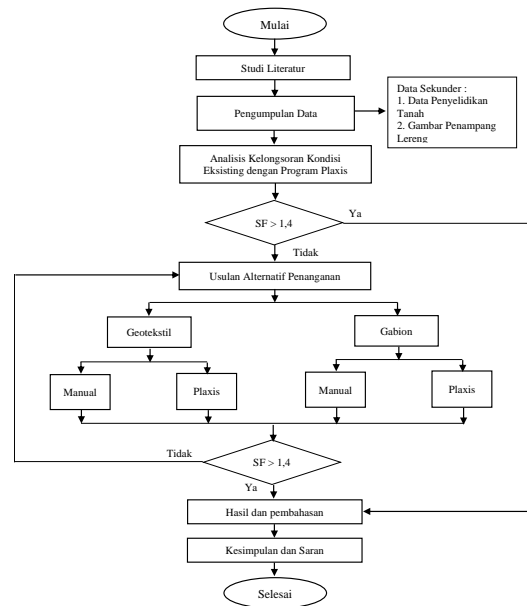 Mulai
Studi Literatur
Pengumpulan Data
Data Sekunder :
1. Data Penyelidikan
Tanah
2. Gambar Penampang
Lereng
Analisis Kelongsoran Kondisi
Eksisting dengan Program Plaxis
SF > 1,4
Ya
Tidak
Usulan Alternatif Penanganan
Geotekstil
Gabion
Manual
Plaxis
Manual
Plaxis
Tidak
SF > 1,4
Ya
Hasil dan pembahasan
Kesimpulan dan Saran
Selesai